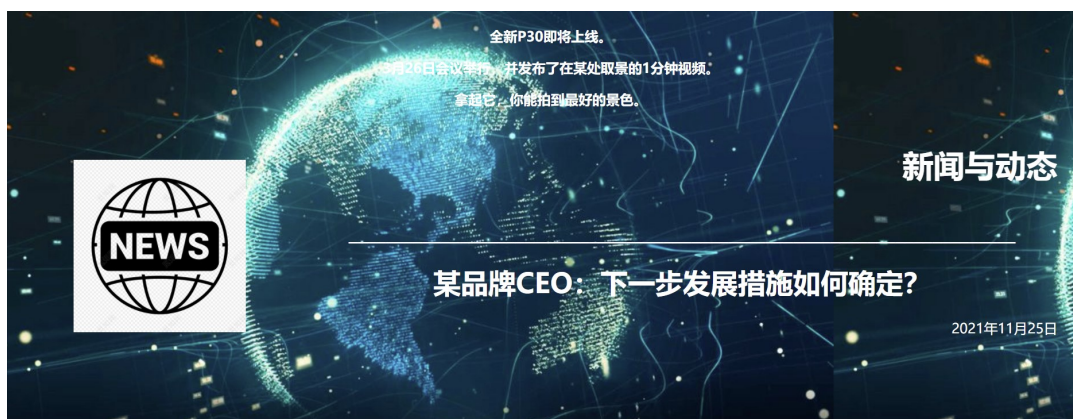 全新P30即将上线。
3月26日会议举行，并发布了在某处取景的1分钟视频。
拿起它，你能拍到最好的景色。
新闻与动态
NEWS
某品牌CEO：下一步发展措施如何确定？
2021年11月25日